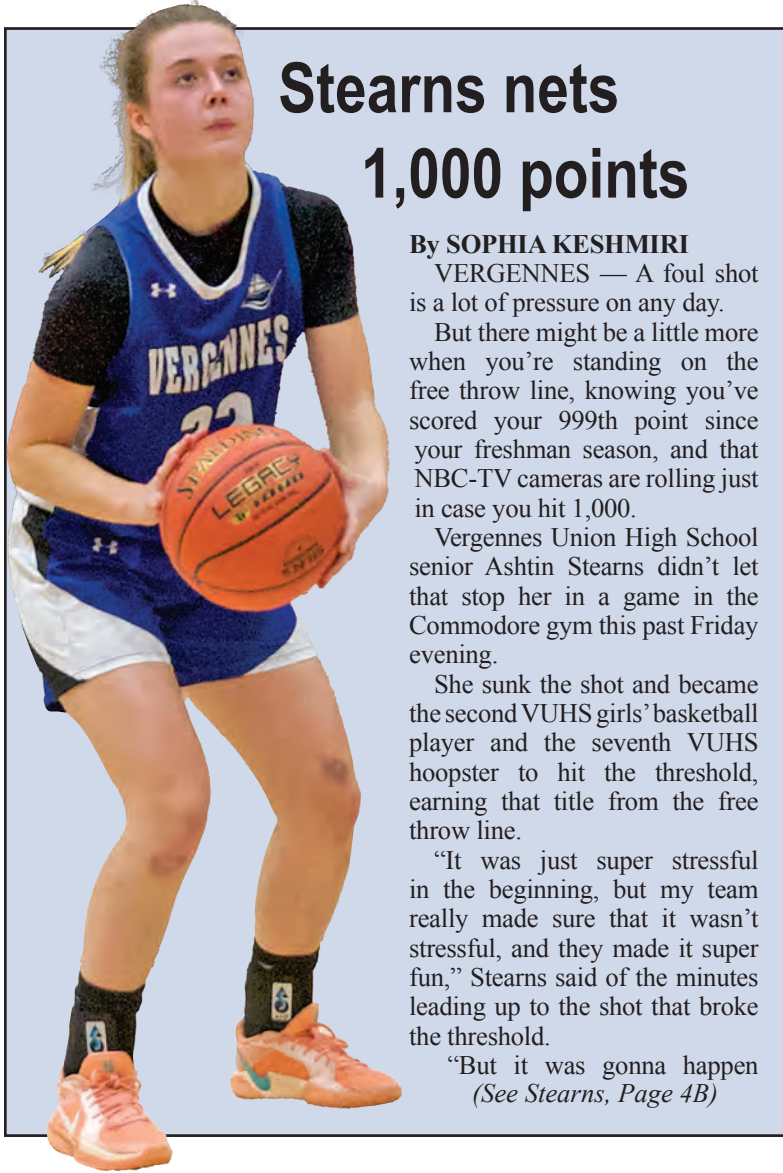 Stearns nets
1,000 points
By SOPHIA KESHMIRI
VERGENNES — A foul shot
is a lot of pressure on any day.
But there might be a little more
when you’re standing on the
free throw line, knowing you’ve
scored your 999th point since
your freshman season, and that
NBC-TV cameras are rolling just
in case you hit 1,000.
Vergennes Union High School
senior Ashtin Stearns didn’t let
that stop her in a game in the
Commodore gym this past Friday
evening.
She sunk the shot and became
the second VUHS girls’ basketball
player and the seventh VUHS
hoopster to hit the threshold,
earning that title from the free
throw line.
“It was just super stressful
in the beginning, but my team
really made sure that it wasn’t
stressful, and they made it super
fun,” Stearns said of the minutes
leading up to the shot that broke
the threshold.
“But it was gonna happen
(See Stearns, Page 4B)
VERGENNES
SPALDING
LEGACY
TF-1000